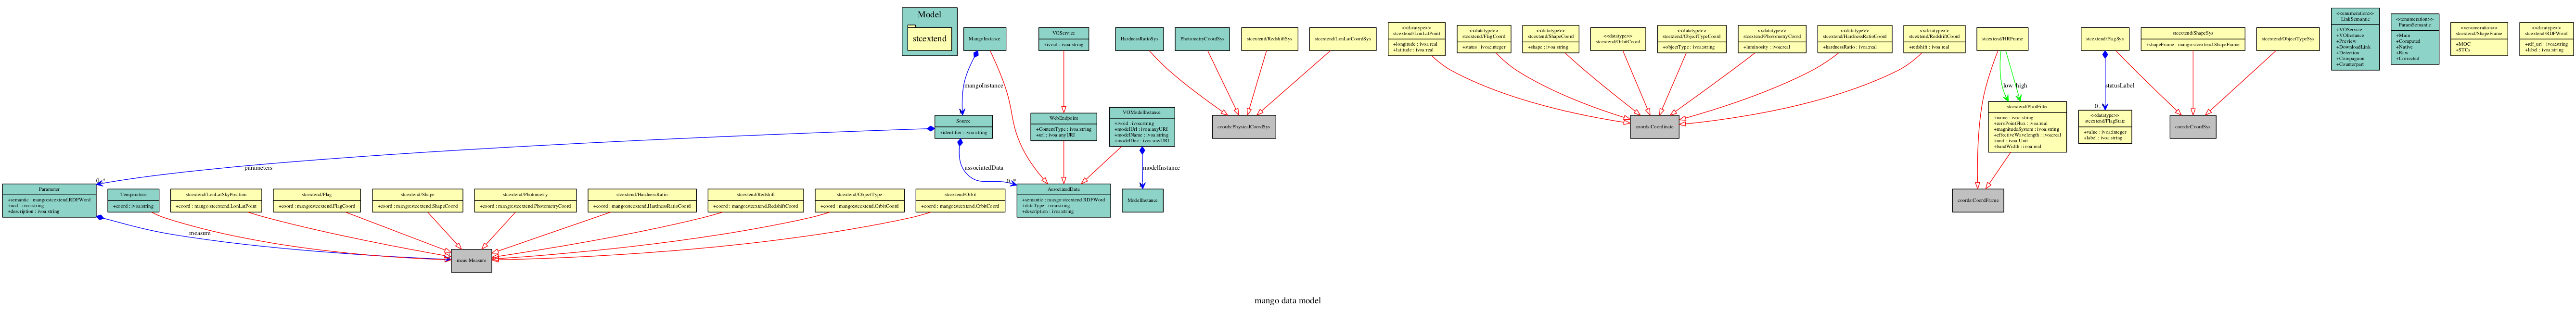 Model
stcextend
MangoInstance
VOService
+ivoid : ivoa:string
HardnessRatioSys
PhotometryCoordSys
stcextend/RedshiftSys
stcextend/LonLatCoordSys
<<datatype>>
stcextend/LonLatPoint
+longitude : ivoa:real
+latitude : ivoa:real
<<datatype>>
stcextend/FlagCoord
+status : ivoa:integer
<<datatype>>
stcextend/ShapeCoord
+shape : ivoa:string
<<datatype>>
stcextend/OrbitCoord
<<datatype>>
stcextend/ObjectTypeCoord
+objectType : ivoa:string
<<datatype>>
stcextend/PhotometryCoord
+luminosity : ivoa:real
<<datatype>>
stcextend/HardnessRatioCoord
+hardnessRatio : ivoa:real
<<datatype>>
stcextend/RedshiftCoord
+redshift : ivoa:real
stcextend/HRFrame
stcextend/FlagSys
stcextend/ShapeSys
+shapeFrame : mango:stcextend.ShapeFrame
stcextend/ObjectTypeSys
<<enumeration>>
LinkSemantic
+VOService
+VOInstance
+Preview
+DownloadLink
+Detection
+Compagnon
+Counterpart
<<enumeration>>
ParamSemantic
+Main
+Computed
+Native
+Raw
+Corrected
<<enumeration>>
stcextend/ShapeFrame
+MOC
+STCs
<<datatype>>
stcextend/RDFWord
+rdf_uri : ivoa:string
+label : ivoa:string
mangoInstance
low
high
statusLabel
0..
Source
+identifier : ivoa:string
WebEndpoint
+ContentType : ivoa:string
+url : ivoa:anyURI
VOModelInstance
+ivoid : ivoa:string
+modelUrl : ivoa:anyURI
+modelName : ivoa:string
+modelDoc : ivoa:anyURI
coords:PhysicalCoordSys
coords:Coordinate
stcextend/PhotFilter
+name : ivoa:string
+zeroPointFlux : ivoa:real
+magnitudeSystem : ivoa:string
+effectiveWavelength : ivoa:real
+unit : ivoa:Unit
+bandWidth : ivoa:real
<<datatype>>
stcextend/FlagState
+value : ivoa:integer
+label : ivoa:string
coords:CoordSys
parameters
0..*
associatedData
0..*
modelInstance
Parameter
+semantic : mango:stcextend.RDFWord
+ucd : ivoa:string
+description : ivoa:string
Temperature
+coord : ivoa:string
stcextend/LonLatSkyPosition
+coord : mango:stcextend.LonLatPoint
stcextend/Flag
+coord : mango:stcextend.FlagCoord
stcextend/Shape
+coord : mango:stcextend.ShapeCoord
stcextend/Photometry
+coord : mango:stcextend.PhotometryCoord
stcextend/HardnessRatio
+coord : mango:stcextend.HardnessRatioCoord
stcextend/Redshift
+coord : mango:stcextend.RedshiftCoord
stcextend/ObjectType
+coord : mango:stcextend.OrbitCoord
stcextend/Orbit
+coord : mango:stcextend.OrbitCoord
AssociatedData
+semantic : mango:stcextend.RDFWord
+dataType : ivoa:string
+description : ivoa:string
ModelInstance
coords:CoordFrame
measure
meas:Measure
mango data model